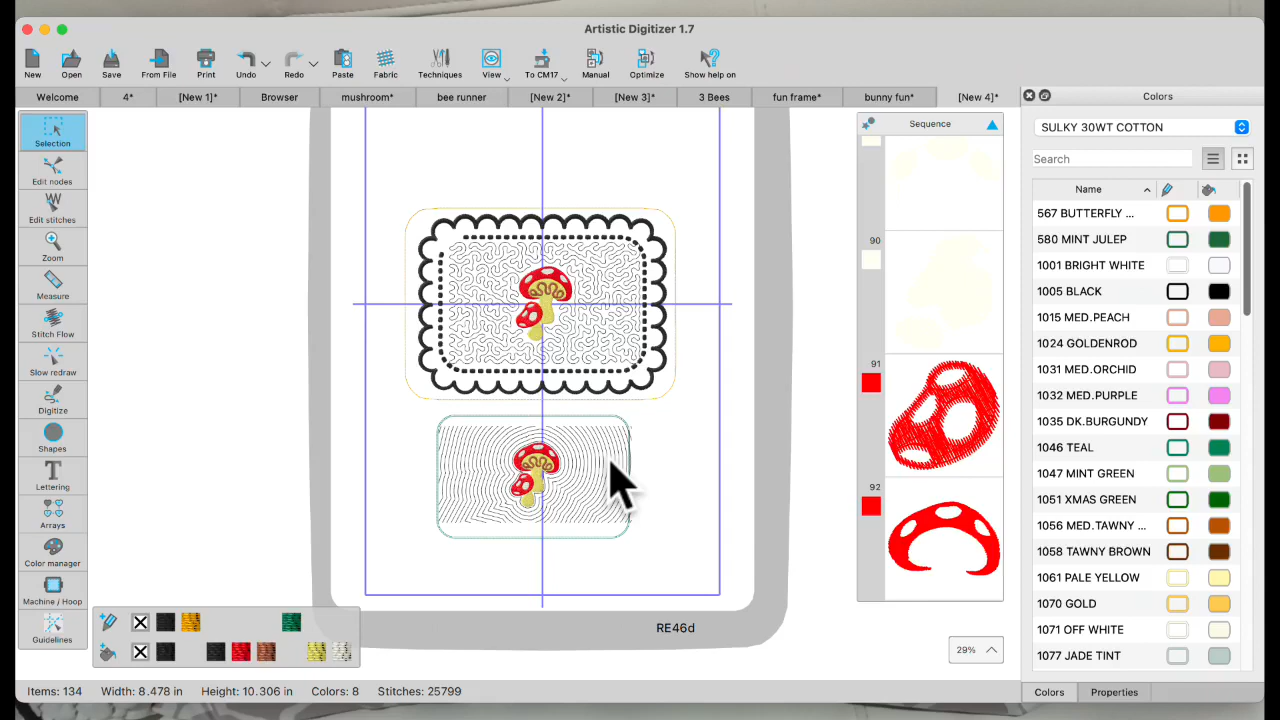 Artistic Digitizer 1.7
New Open Save From File Print Undo Redo Paste Fabric Techniques View To CM17 Manual Optimize Show help on
Welcome 4* [New 1]* Browser mushroom* bee runner [New 2]* [New 3]* 3 Bees fun frame* bunny fun* [New 4]*
Colors
Selection
Edit nodes
Edit stitches
Zoom
Measure
Stitch Flow
Slow redraw
Digitize
Shapes
Lettering
Arrays
Color manager
Machine / Hoop
Guidelines
RE46d
Sequence
90
91
92
29%
SULKY 30WT COTTON
Search
Name
567 BUTTERFLY ...
580 MINT JULEP
1001 BRIGHT WHITE
1005 BLACK
1015 MED.PEACH
1024 GOLDENROD
1031 MED.ORCHID
1032 MED.PURPLE
1035 DK.BURGUNDY
1046 TEAL
1047 MINT GREEN
1051 XMAS GREEN
1056 MED.TAWNY ...
1058 TAWNY BROWN
1061 PALE YELLOW
1070 GOLD
1071 OFF WHITE
1077 JADE TINT
Items: 134 Width: 8.478 in Height: 10.306 in Colors: 8 Stitches: 25799
Colors Properties